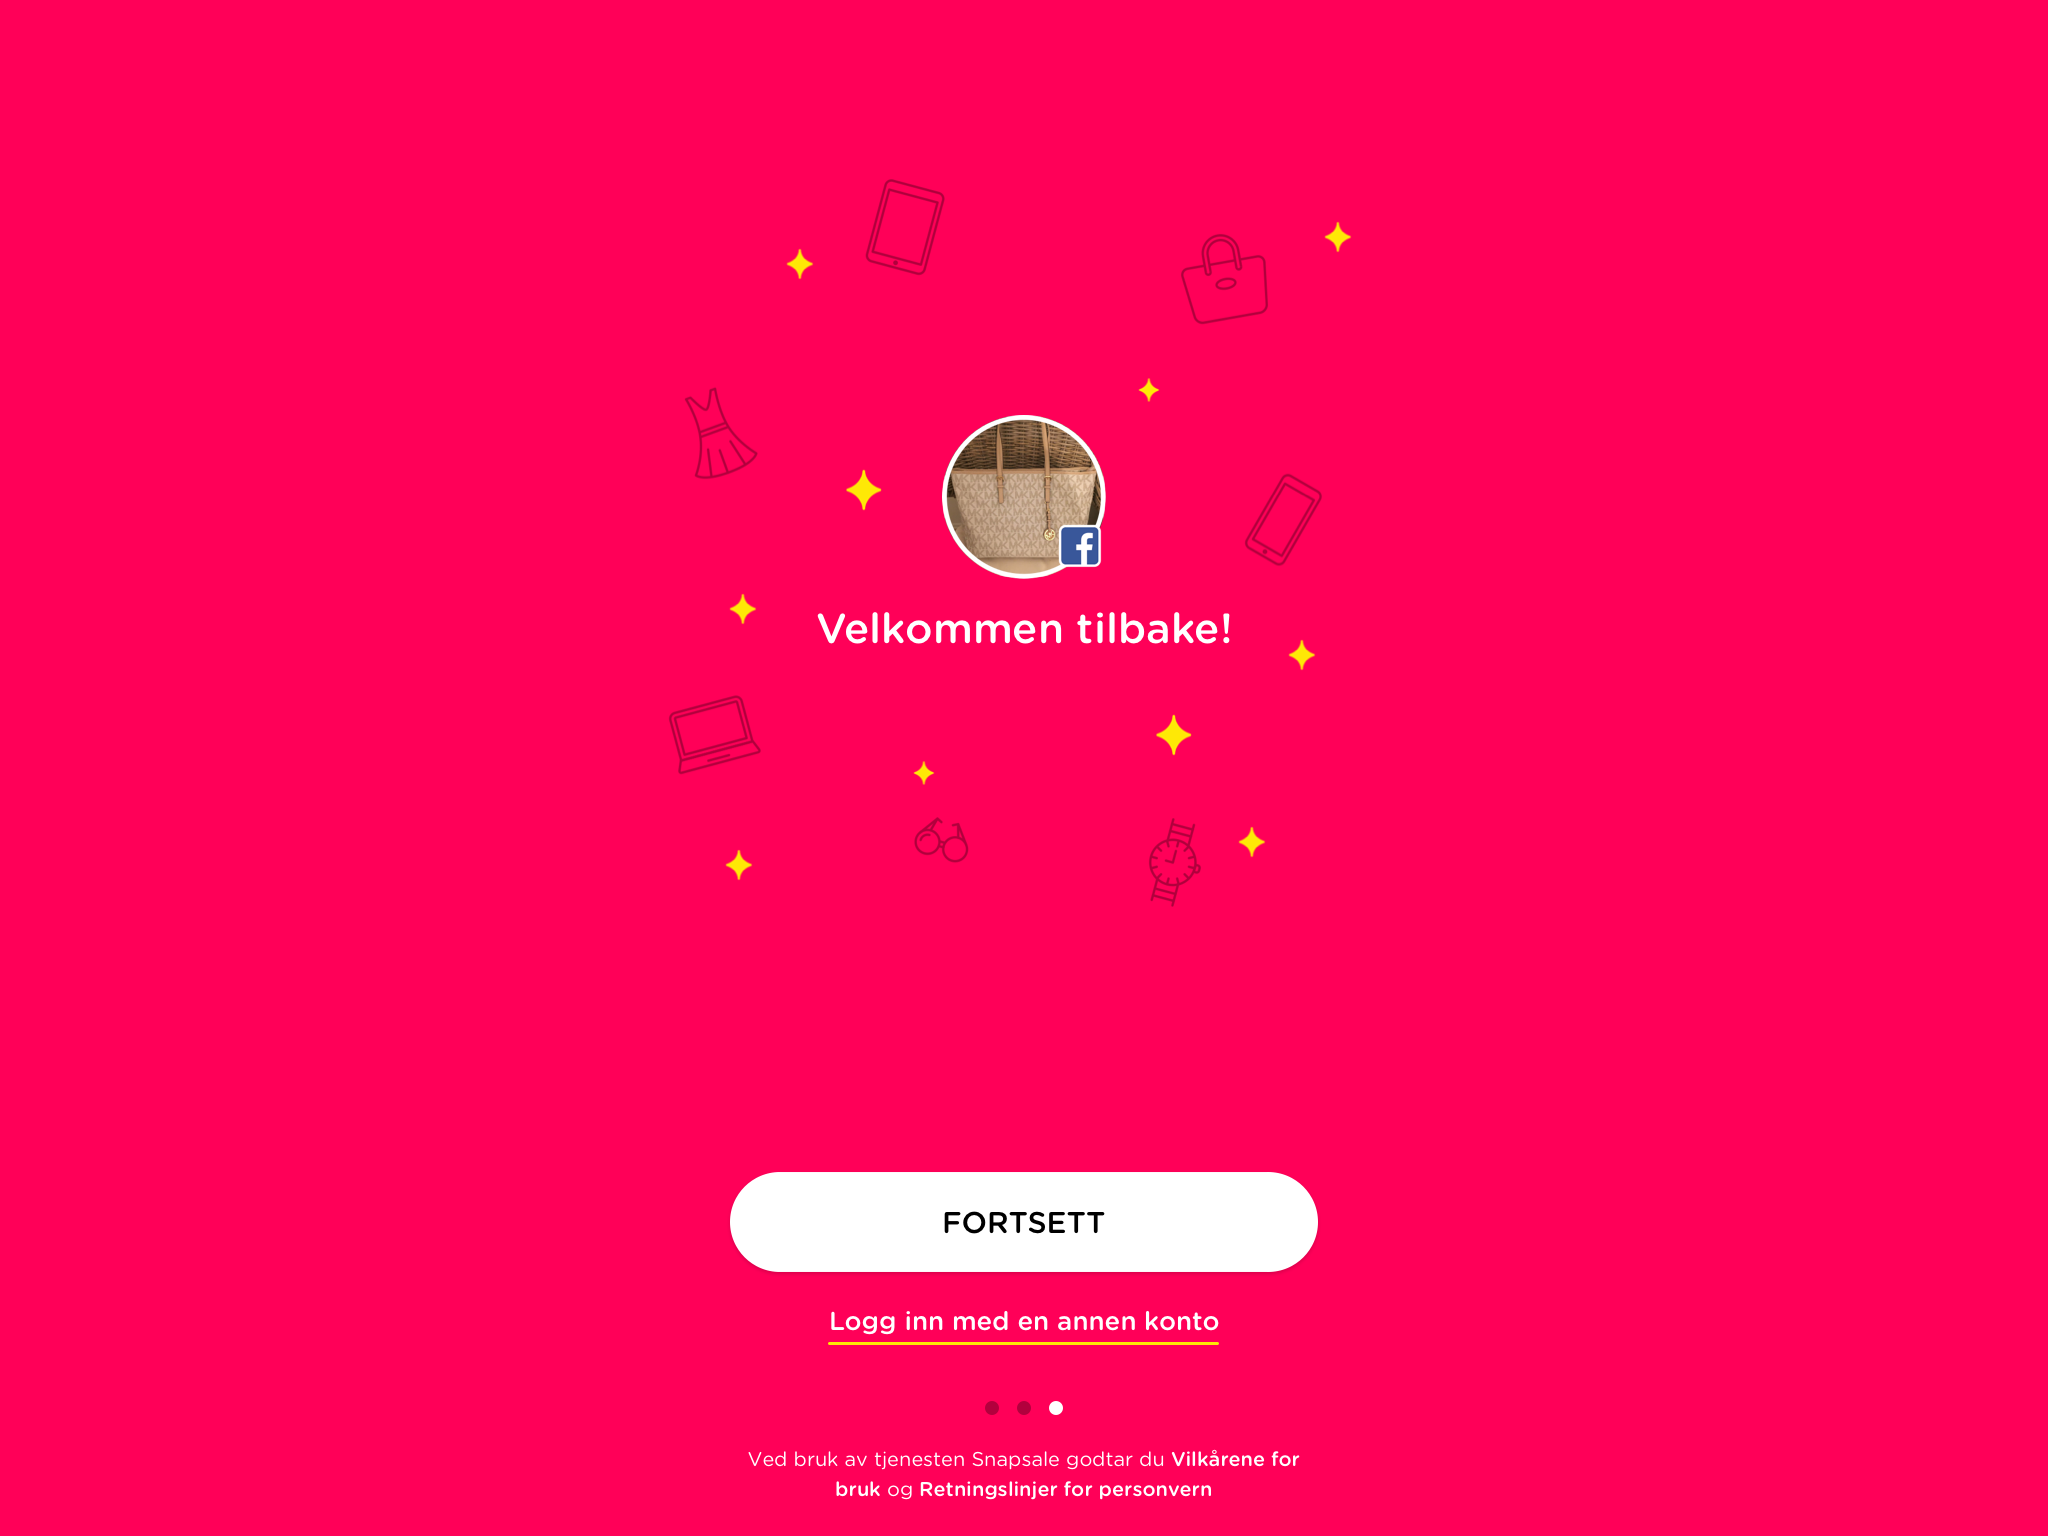 Velkommen tilbake!
FORTSETT
Logg inn med en annen konto
Ved bruk av tjenesten Snapsale godtar du Vilkårene for
bruk og Retningslinjer for personvern